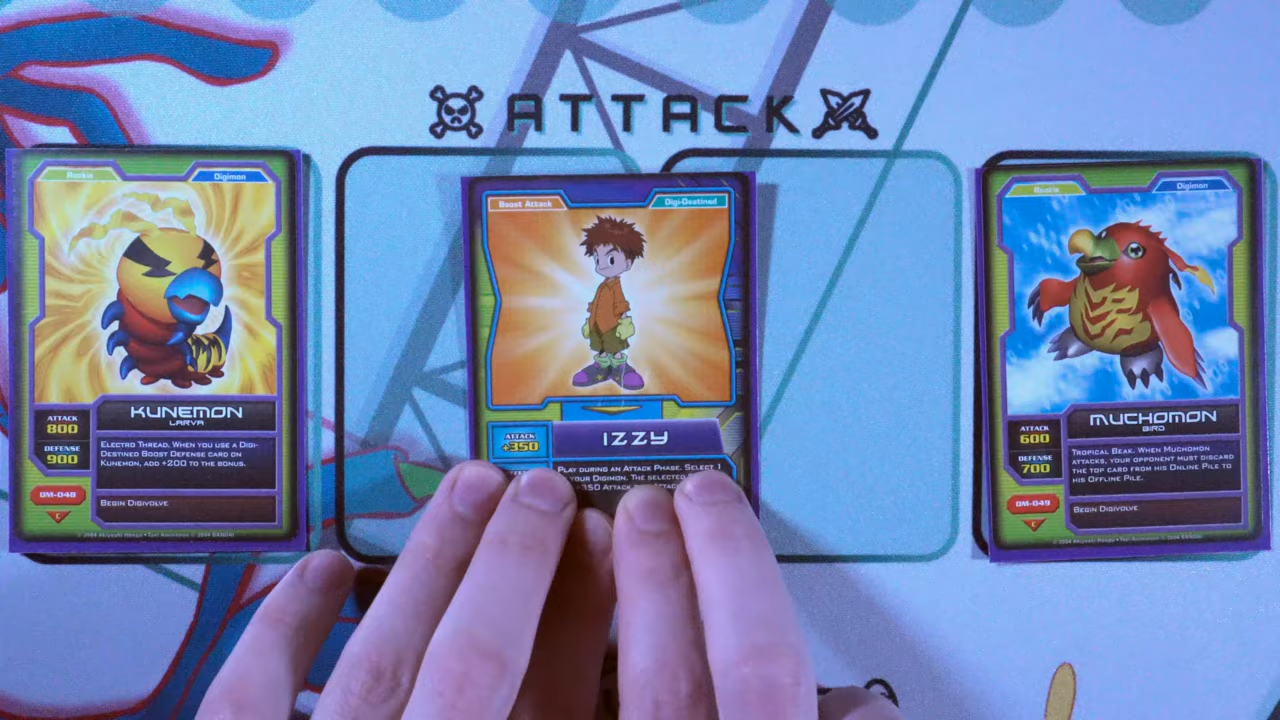 ATTACK
Rookie
Digimon
ATTACK
800
DEFENSE
900
KUNEMON
LARVA
ELECTRO THREAD. WHEN YOU USE A DIGI-
DESTINED BOOST DEFENSE CARD ON
KUNEMON, ADD +200 TO THE BONUS.
BEGIN DIGIVOLVE
DM-048
C
Boost Attack
Digi-Destined
ATTACK
+350
IZZY
PLAY DURING AN ATTACK PHASE. SELECT 1
YOUR DIGIMON. THE SELECTED
Rookie
Digimon
ATTACK
600
DEFENSE
700
MUCHOMON
BIRD
TROPICAL BEAK. WHEN MUCHOMON
ATTACKS, YOUR OPPONENT MUST DISCARD
THE TOP CARD FROM HIS ONLINE PILE TO
HIS OFFLINE PILE.
BEGIN DIGIVOLVE
DM-049
C